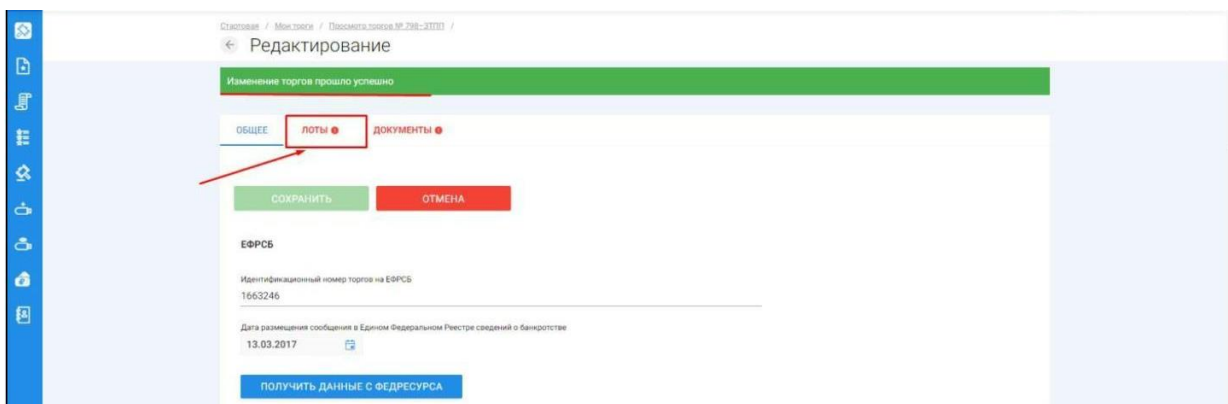 Стартовая / Мои торги / Просмотр торгов № 798-ЭТПП /
Редактирование
Изменение торгов прошло успешно
ОБЩЕЕ ЛОТЫ ДОКУМЕНТЫ
СОХРАНИТЬ ОТМЕНА
ЕФРСБ
Идентификационный номер торгов на ЕФРСБ
1663246
Дата размещения сообщения в Едином Федеральном Реестре сведений о банкротстве
13.03.2017
ПОЛУЧИТЬ ДАННЫЕ С ФЕДРЕСУРСА